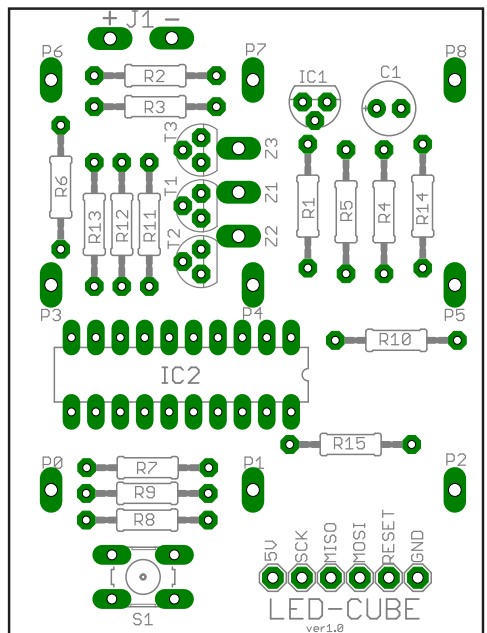 + J1 −
P6
P7
P8
R2
IC1
C1
+
R3
T3
Z3
R6
T1
Z1
R13
R12
R11
R1
R5
R4
R14
T2
Z2
P3
P4
P5
R10
IC2
R15
P0
P1
P2
R7
R9
R8
5V
SCK
MISO
MOSI
RESET
GND
S1
LED-CUBE
ver1.0